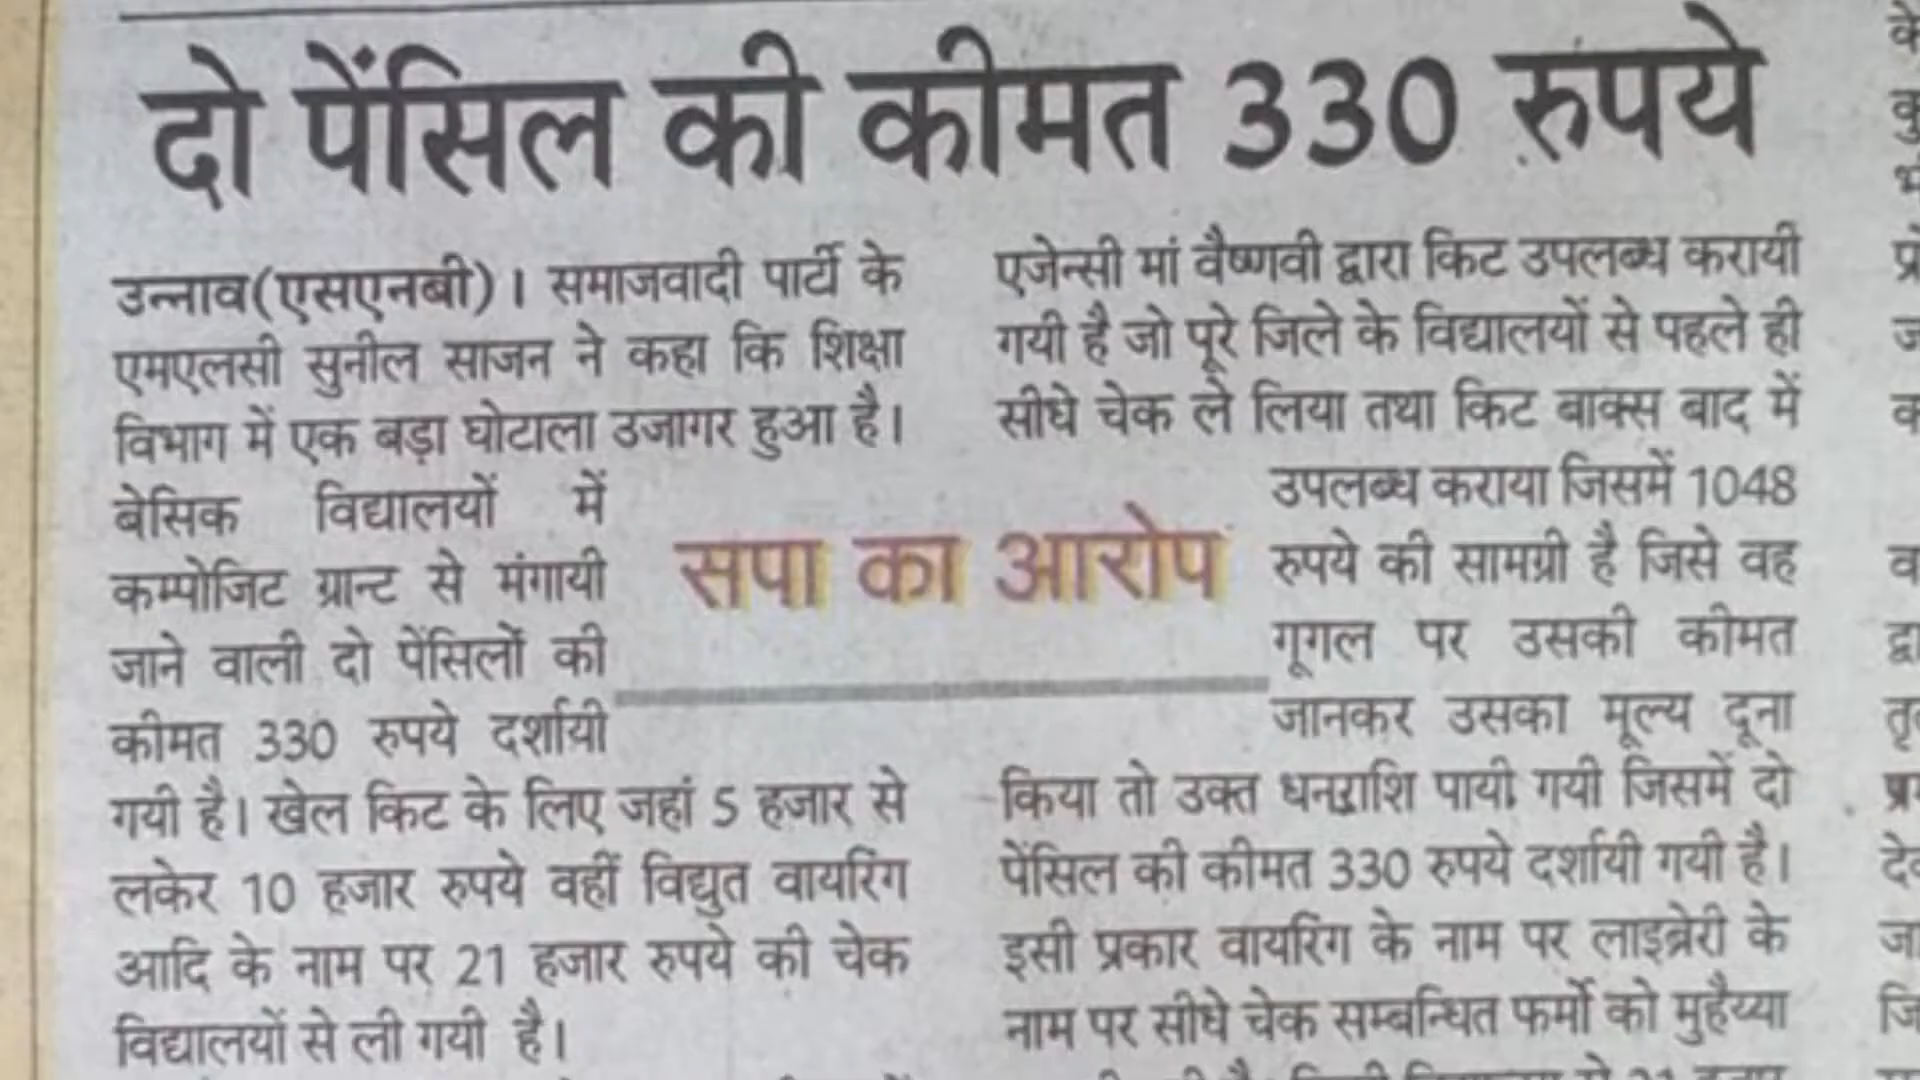 दो पेंसिल की कीमत 330 रुपये
उन्नाव(एसएनबी)। समाजवादी पार्टी के
एमएलसी सुनील साजन ने कहा कि शिक्षा
विभाग में एक बड़ा घोटाला उजागर हुआ है।
बेसिक विद्यालयों में
कम्पोजिट ग्रान्ट से मंगायी
जाने वाली दो पेंसिलों की
कीमत 330 रुपये दर्शायी
गयी है। खेल किट के लिए जहां 5 हजार से
लकेर 10 हजार रुपये वहीं विद्युत वायरिंग
आदि के नाम पर 21 हजार रुपये की चेक
विद्यालयों से ली गयी है।
सपा का आरोप
एजेन्सी मां वैष्णवी द्वारा किट उपलब्ध करायी
गयी है जो पूरे जिले के विद्यालयों से पहले ही
सीधे चेक ले लिया तथा किट बाक्स बाद में
उपलब्ध कराया जिसमें 1048
रुपये की सामग्री है जिसे वह
गूगल पर उसकी कीमत
जानकर उसका मूल्य दूना
किया तो उक्त धनराशि पायी गयी जिसमें दो
पेंसिल की कीमत 330 रुपये दर्शायी गयी है।
इसी प्रकार वायरिंग के नाम पर लाइब्रेरी के
नाम पर सीधे चेक सम्बन्धित फर्मो को मुहैय्या